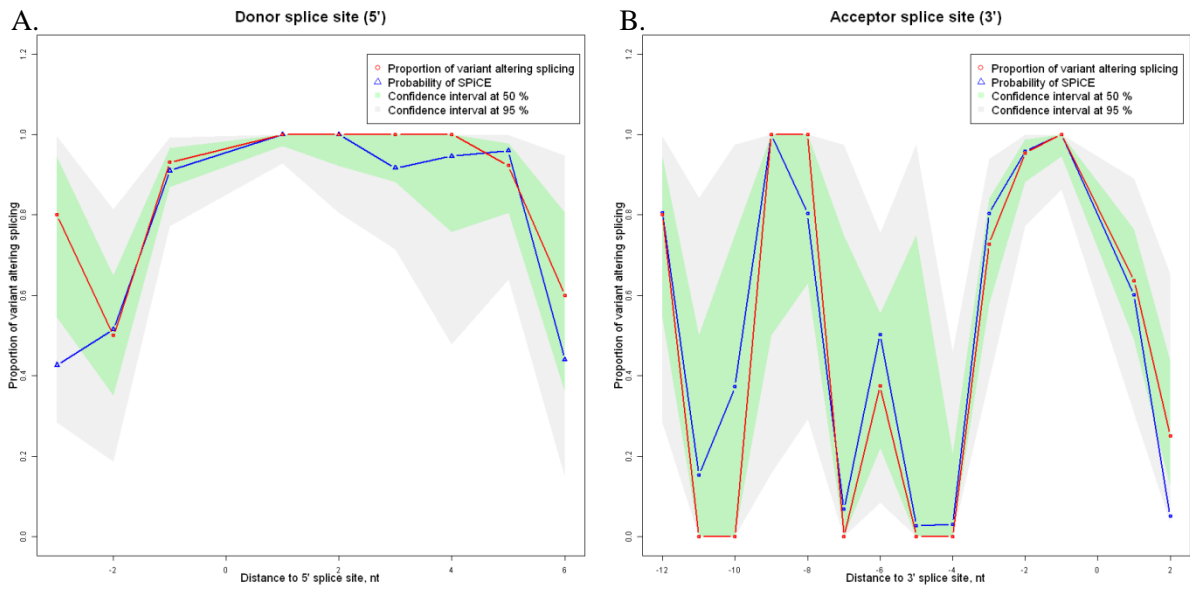 A.
Donor splice site (5')
Proportion of variant altering splicing
Probability of SPiCE
Confidence interval at 50 %
Confidence interval at 95 %
Proportion of variant altering splicing
0.0
0.2
0.4
0.6
0.8
1.0
1.2
-2
0
2
4
6
Distance to 5' splice site, nt
B.
Acceptor splice site (3')
Proportion of variant altering splicing
Probability of SPiCE
Confidence interval at 50 %
Confidence interval at 95 %
Proportion of variant altering splicing
0.0
0.2
0.4
0.6
0.8
1.0
1.2
-12
-10
-8
-6
-4
-2
0
2
Distance to 3' splice site, nt